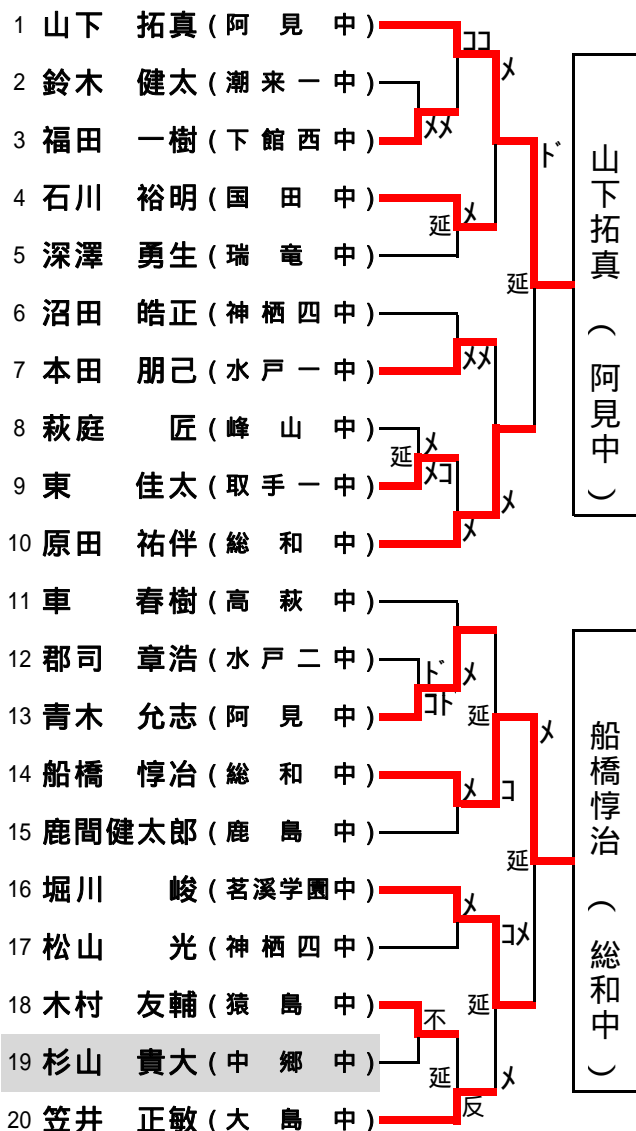 1 山下 拓真 ( 阿見中 )
2 鈴木 健太 ( 潮来一中 )
3 福田 一樹 ( 下館西中 )
4 石川 裕明 ( 国田中 )
5 深澤 勇生 ( 瑞竜中 )
6 沼田 皓正 ( 神栖四中 )
7 本田 朋己 ( 水戸一中 )
8 萩庭 匠 ( 峰山中 )
9 東 佳太 ( 取手一中 )
10 原田 祐伴 ( 総和中 )
11 車 春樹 ( 高萩中 )
12 郡司 章浩 ( 水戸二中 )
13 青木 允志 ( 阿見中 )
14 船橋 惇冶 ( 総和中 )
15 鹿間健太郎 ( 鹿島中 )
16 堀川 峻 ( 茗溪学園中 )
17 松山 光 ( 神栖四中 )
18 木村 友輔 ( 猿島中 )
19 杉山 貴大 ( 中郷中 )
20 笠井 正敏 ( 大島中 )
ココ
メ
メメ
ド
メ
延
延
メメ
メ
延
メコ
メ
メ
ド
メ
コト
延
メ
メ
コ
延
メ
コメ
延
不
延
メ
反
山下拓真 ( 阿見中 )
船橋惇治 ( 総和中 )